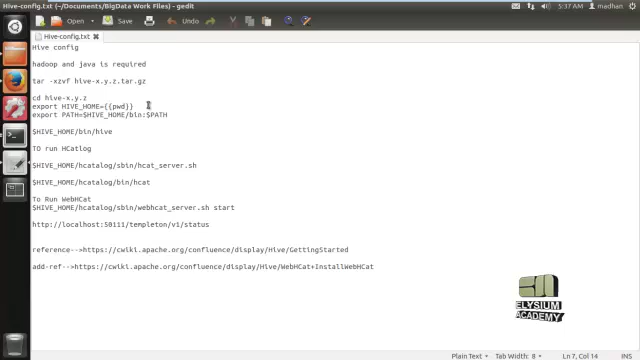 Hive-config.txt (~/Documents/BigData Work Files) - gedit
5:37 AM
madhan
Open
Save
Undo
Hive-config.txt
Hive config
hadoop and java is required
tar -xzvf hive-x.y.z.tar.gz
cd hive-x.y.z
export HIVE_HOME={{pwd}}
export PATH=$HIVE_HOME/bin:$PATH
$HIVE_HOME/bin/hive
TO run HCatlog
$HIVE_HOME/hcatalog/sbin/hcat_server.sh
$HIVE_HOME/hcatalog/bin/hcat
To Run WebHCat
$HIVE_HOME/hcatalog/sbin/webhcat_server.sh start
http://localhost:50111/templeton/v1/status
reference-->https://cwiki.apache.org/confluence/display/Hive/GettingStarted
add-ref-->https://cwiki.apache.org/confluence/display/Hive/WebHCat+InstallWebHCat
ELYSIUM
ACADEMY
Plain Text
Tab Width: 8
Ln 7, Col 14
INS